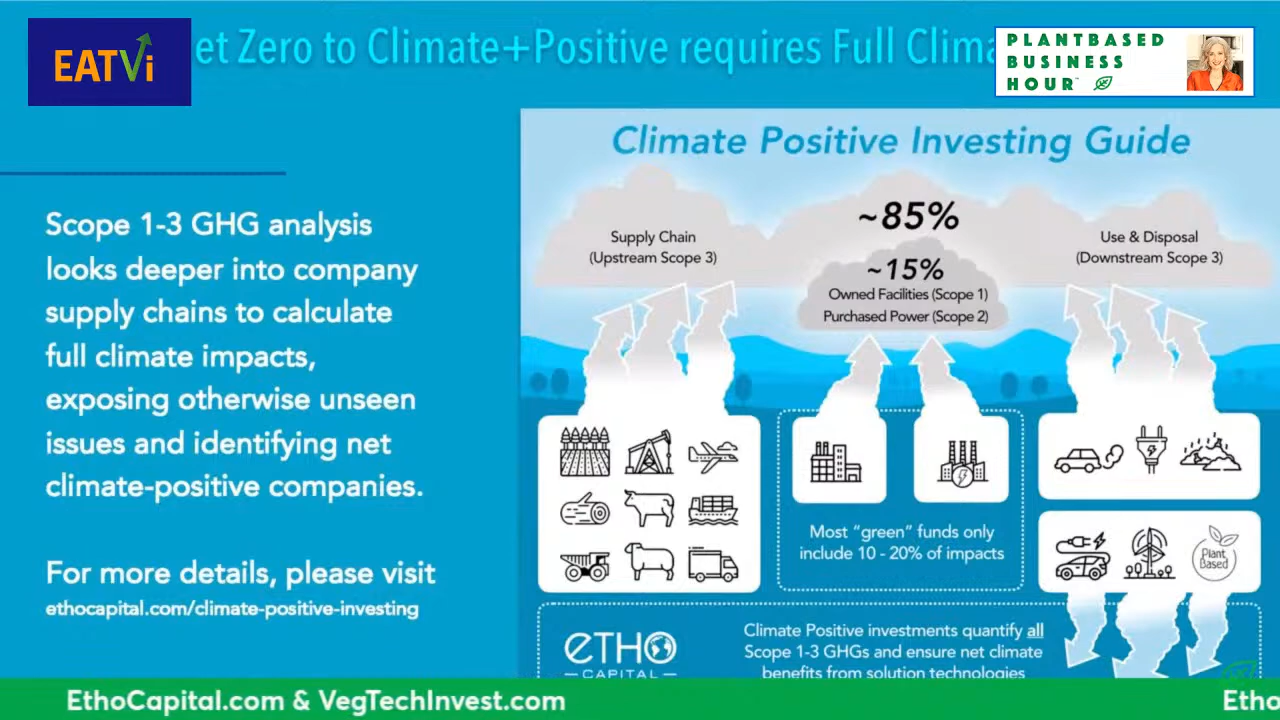 EATVi
et Zero to Climate+Positive requires Full Clima
PLANTBASED
BUSINESS
HOUR
Climate Positive Investing Guide
Scope 1-3 GHG analysis
looks deeper into company
supply chains to calculate
full climate impacts,
exposing otherwise unseen
issues and identifying net
climate-positive companies.
For more details, please visit
ethocapital.com/climate-positive-investing
Supply Chain
(Upstream Scope 3)
~85%
~15%
Owned Facilities (Scope 1)
Purchased Power (Scope 2)
Use & Disposal
(Downstream Scope 3)
Most “green” funds only
include 10 - 20% of impacts
Plant
Based
ETHO
CAPITAL
Climate Positive investments quantify all
Scope 1-3 GHGs and ensure net climate
benefits from solution technologies
EthoCapital.com & VegTechInvest.com
Etho